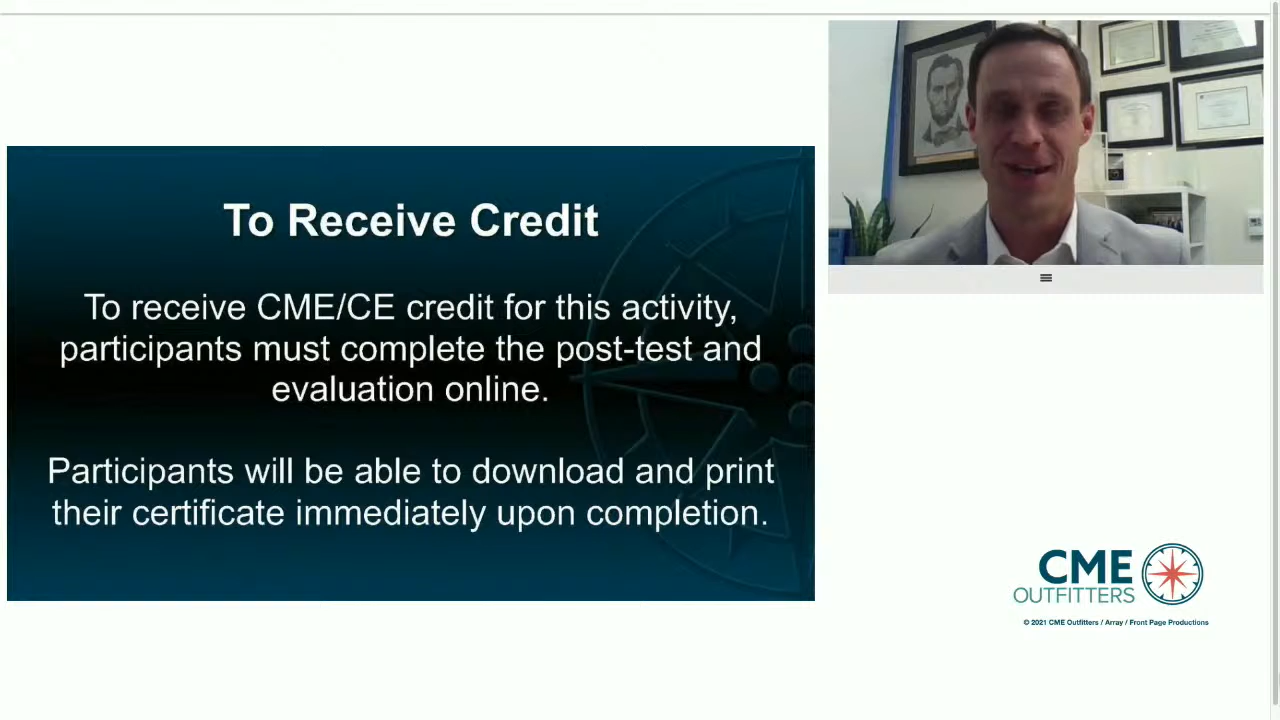 To Receive Credit
To receive CME/CE credit for this activity,
participants must complete the post-test and
evaluation online.
Participants will be able to download and print
their certificate immediately upon completion.
CME
OUTFITTERS
© 2021 CME Outfitters / Array / Front Page Productions